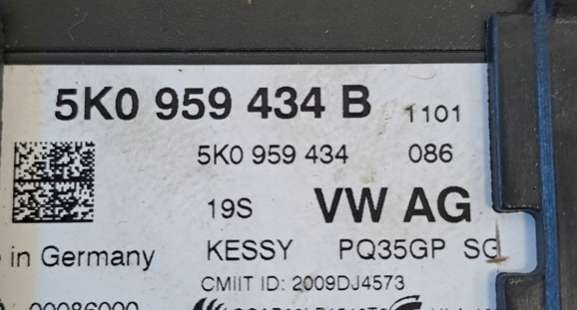 5K0 959 434 B 1101
5K0 959 434 086
19S VW AG
in Germany KESSY PQ35GP SG
CMIIT ID: 2009DJ4573
00086000